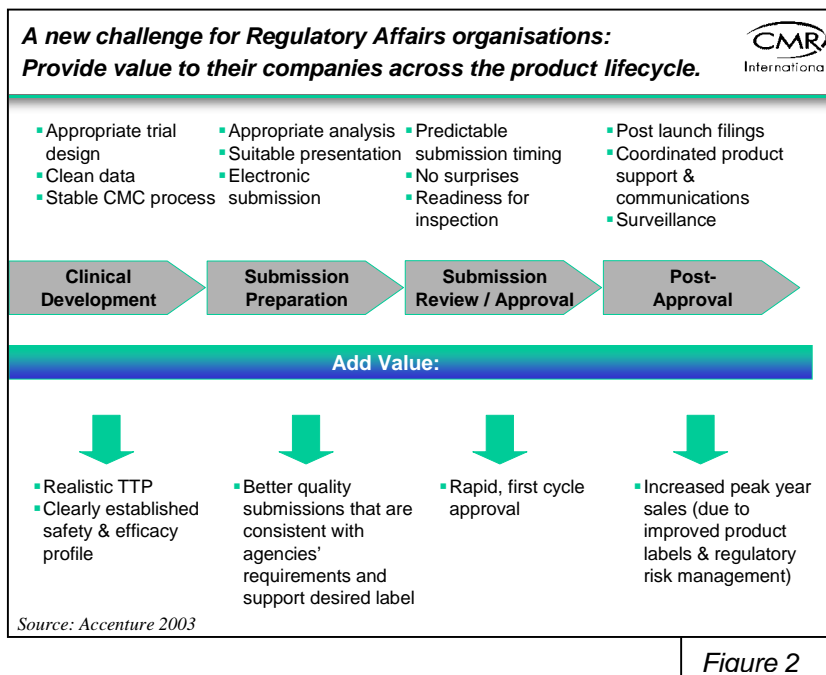 A new challenge for Regulatory Affairs organisations:
Provide value to their companies across the product lifecycle.
CMR
International
▪Appropriate trial
design
▪Clean data
▪Stable CMC process
▪Appropriate analysis
▪Suitable presentation
▪Electronic
submission
▪Predictable
submission timing
▪No surprises
▪Readiness for
inspection
▪Post launch filings
▪Coordinated product
support &
communications
▪Surveillance
Clinical
Development
Submission
Preparation
Submission
Review / Approval
Post-
Approval
Add Value:
▪Realistic TTP
▪Clearly established
safety & efficacy
profile
▪Better quality
submissions that are
consistent with
agencies'
requirements and
support desired label
▪Rapid, first cycle
approval
▪Increased peak year
sales (due to
improved product
labels & regulatory
risk management)
Source: Accenture 2003
Figure 2